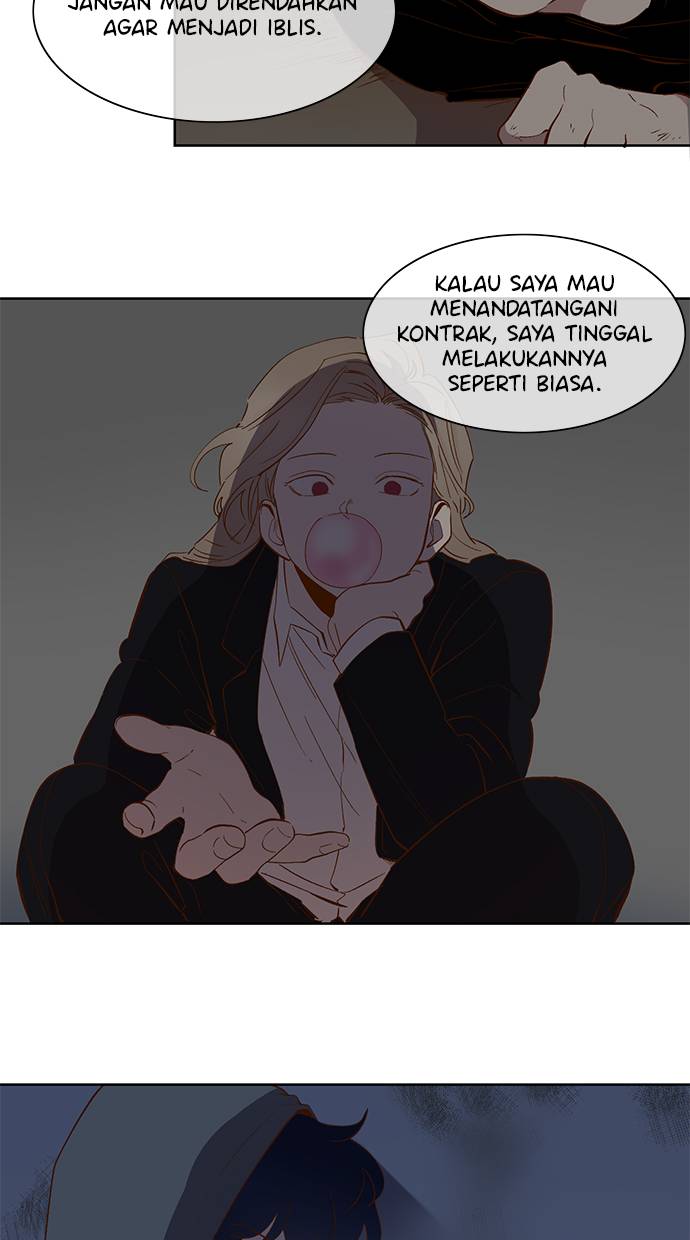 JANGAN MAU DIRENDAHKAN
AGAR MENJADI IBLIS.
KALAU SAYA MAU
MENANDATANGANI
KONTRAK, SAYA TINGGAL
MELAKUKANNYA
SEPERTI BIASA.